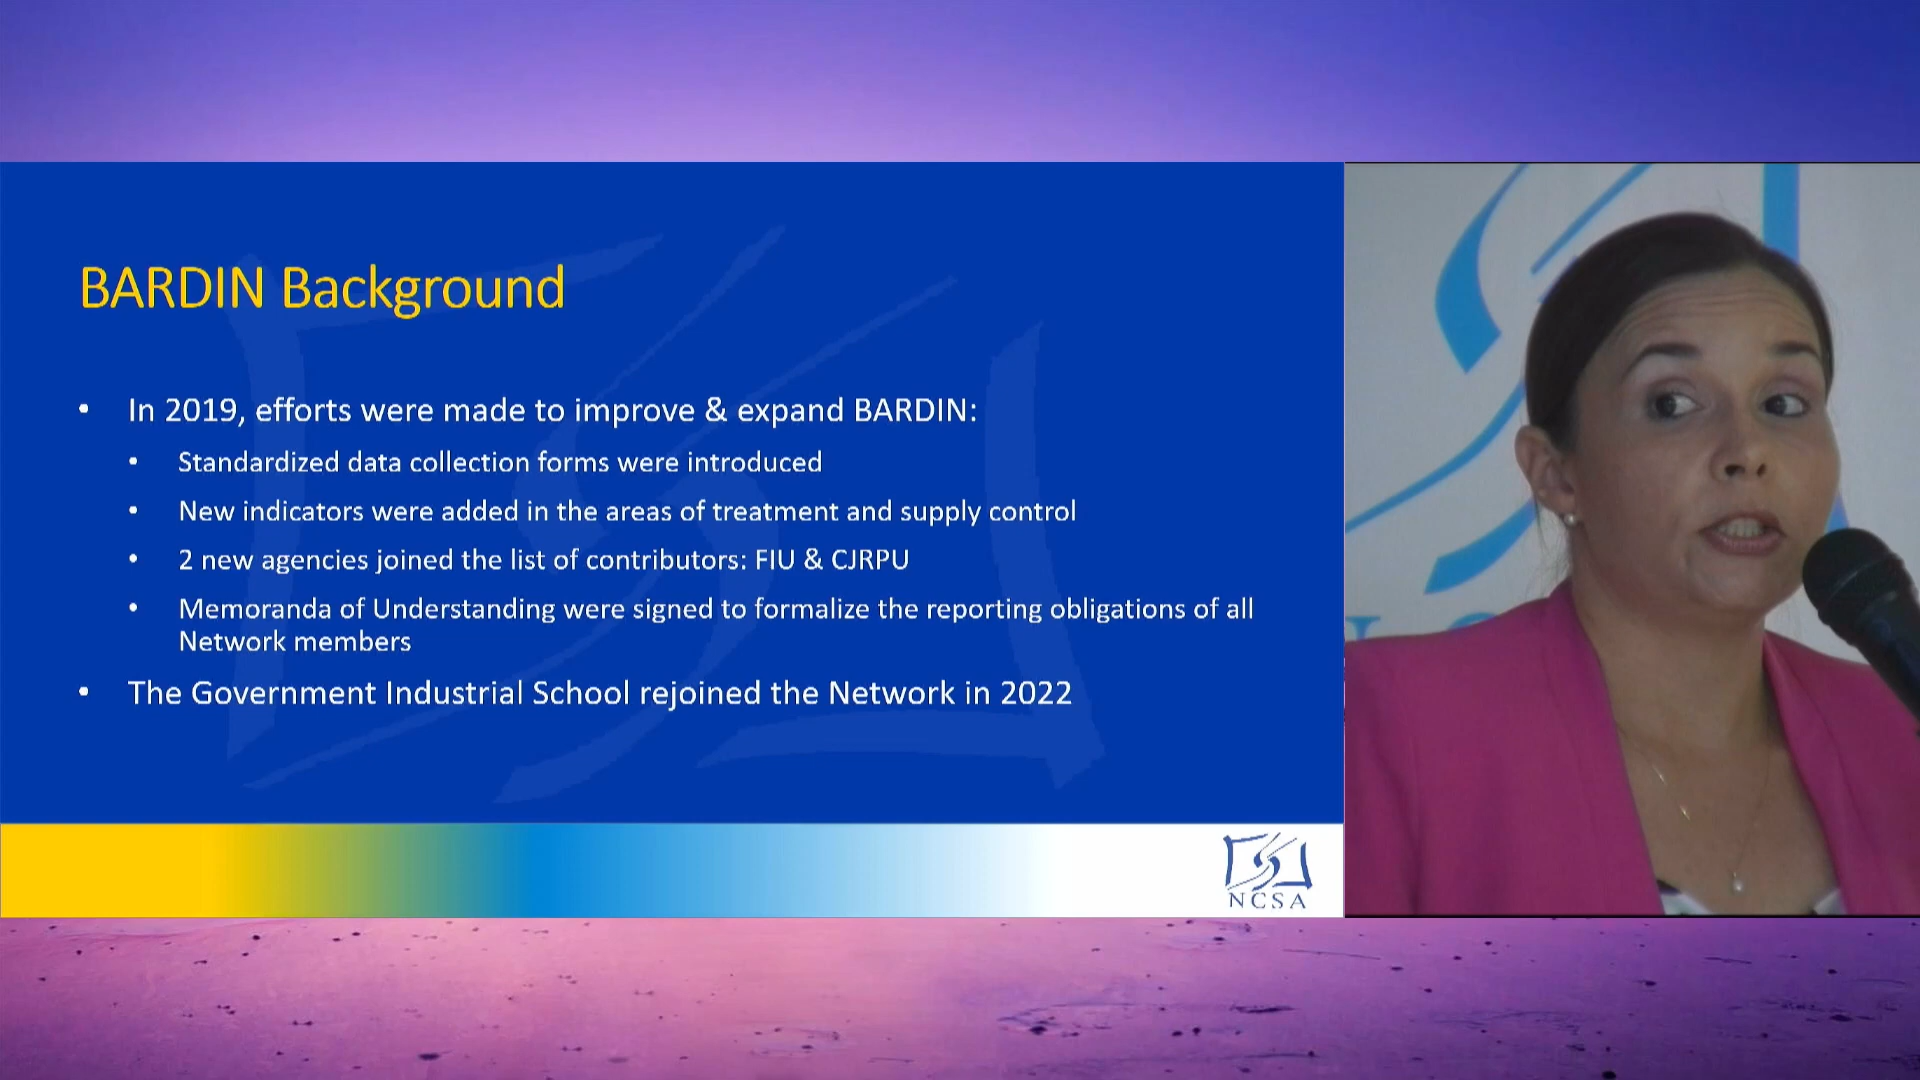 BARDIN Background
• In 2019, efforts were made to improve & expand BARDIN:
• Standardized data collection forms were introduced
• New indicators were added in the areas of treatment and supply control
• 2 new agencies joined the list of contributors: FIU & CJRPU
• Memoranda of Understanding were signed to formalize the reporting obligations of all
Network members
• The Government Industrial School rejoined the Network in 2022
NCSA